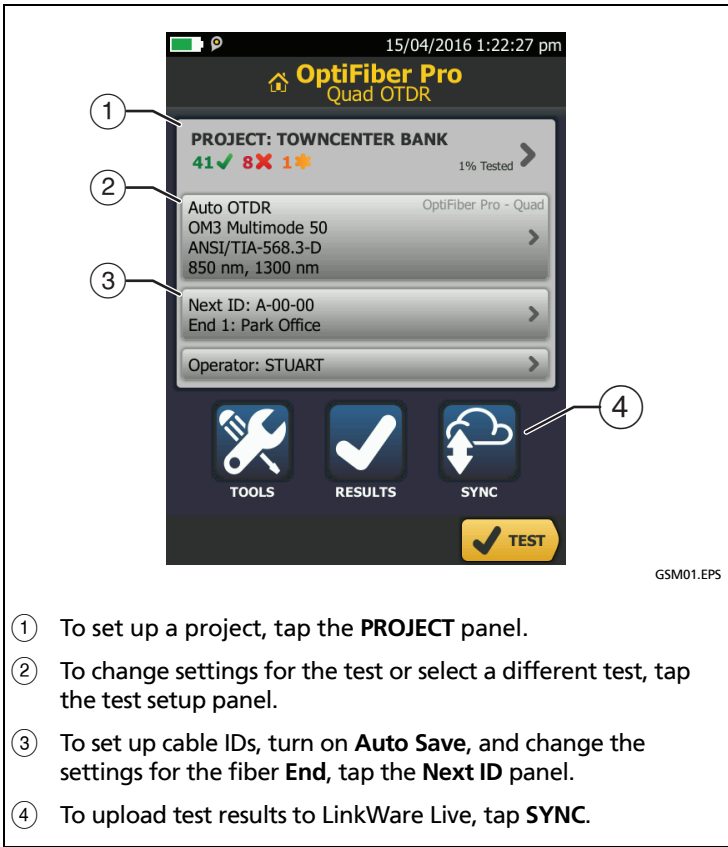 15/04/2016 1:22:27 pm
OptiFiber Pro
Quad OTDR
1
PROJECT: TOWNCENTER BANK
41 8 1
1% Tested
2
Auto OTDR
OptiFiber Pro - Quad
OM3 Multimode 50
ANSI/TIA-568.3-D
850 nm, 1300 nm
3
Next ID: A-00-00
End 1: Park Office
Operator: STUART
4
TOOLS
RESULTS
SYNC
TEST
GSM01.EPS
1 To set up a project, tap the PROJECT panel.
2 To change settings for the test or select a different test, tap
the test setup panel.
3 To set up cable IDs, turn on Auto Save, and change the
settings for the fiber End, tap the Next ID panel.
4 To upload test results to LinkWare Live, tap SYNC.